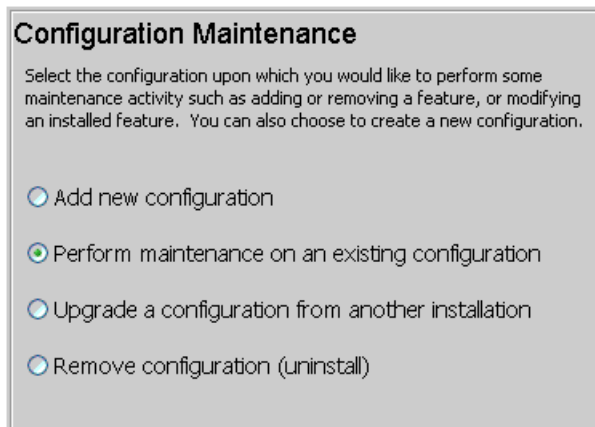 Configuration Maintenance
Select the configuration upon which you would like to perform some
maintenance activity such as adding or removing a feature, or modifying
an installed feature.  You can also choose to create a new configuration.
Add new configuration
Perform maintenance on an existing configuration
Upgrade a configuration from another installation
Remove configuration (uninstall)